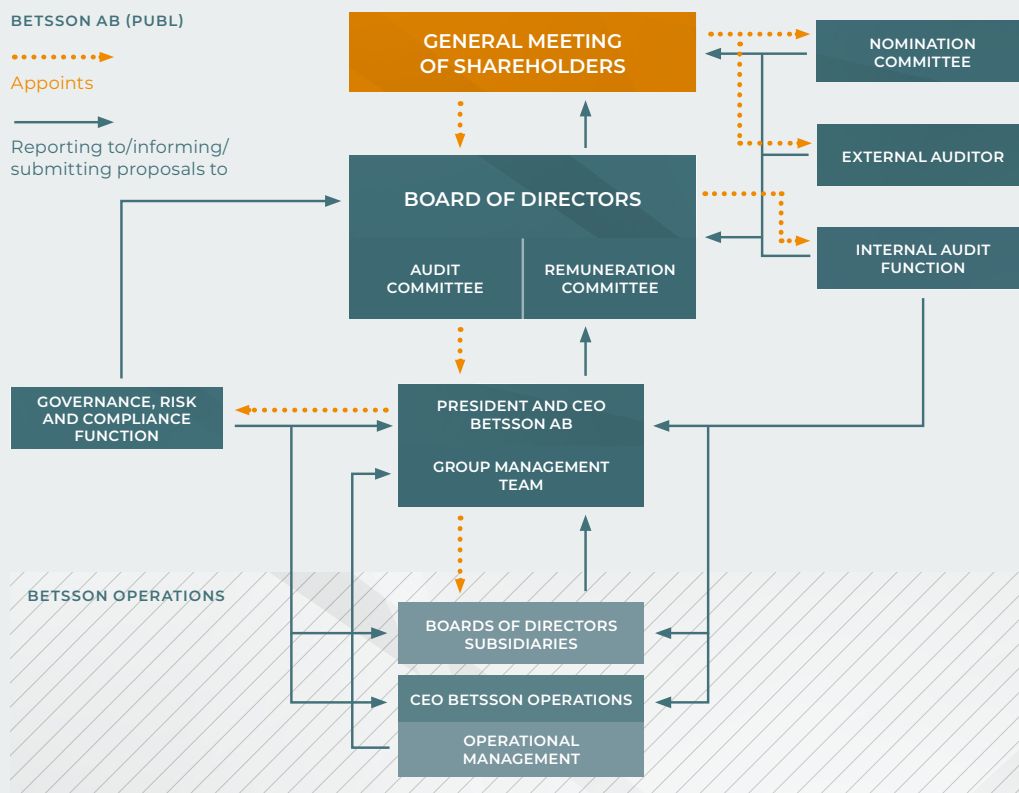 BETSSON AB (PUBL)
Appoints
Reporting to/informing/
submitting proposals to
GENERAL MEETING
OF SHAREHOLDERS
NOMINATION
COMMITTEE
EXTERNAL AUDITOR
BOARD OF DIRECTORS
AUDIT
COMMITTEE
REMUNERATION
COMMITTEE
INTERNAL AUDIT
FUNCTION
GOVERNANCE, RISK
AND COMPLIANCE
FUNCTION
PRESIDENT AND CEO
BETSSON AB
GROUP MANAGEMENT
TEAM
BETSSON OPERATIONS
BOARDS OF DIRECTORS
SUBSIDIARIES
CEO BETSSON OPERATIONS
OPERATIONAL
MANAGEMENT